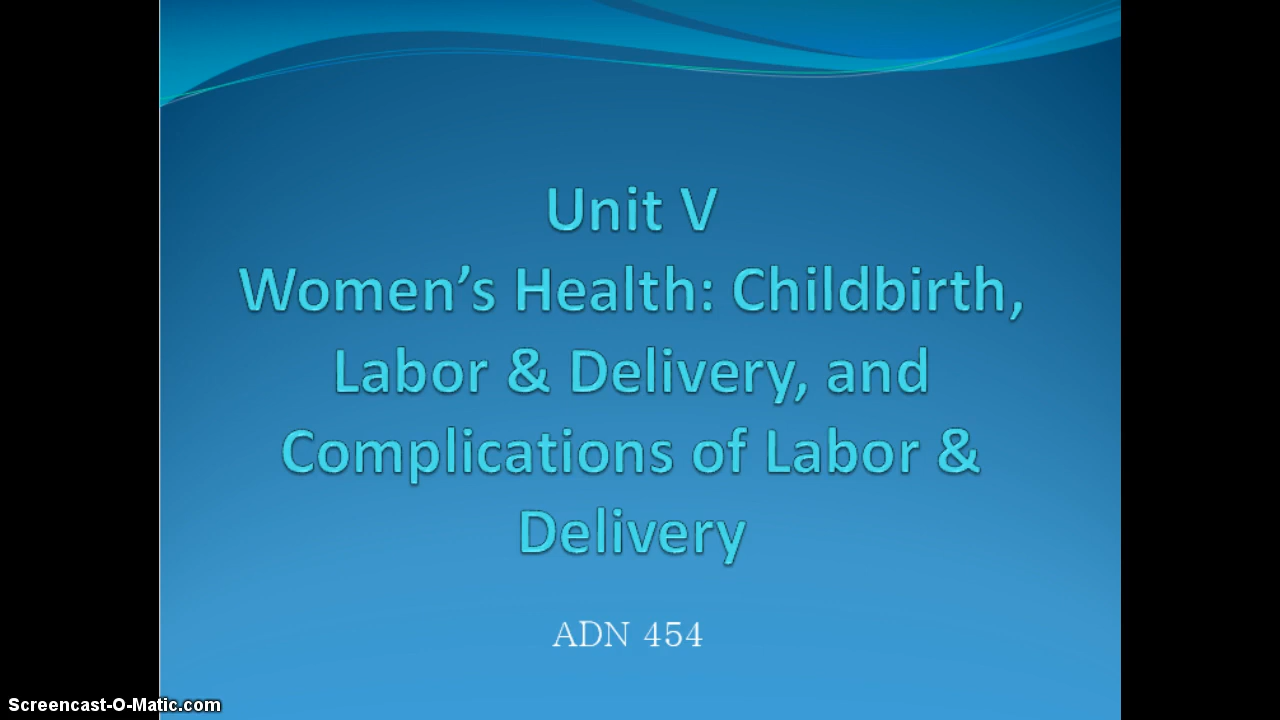 Unit V
Women’s Health: Childbirth,
Labor & Delivery, and
Complications of Labor &
Delivery
ADN 454
Screencast-O-Matic.com